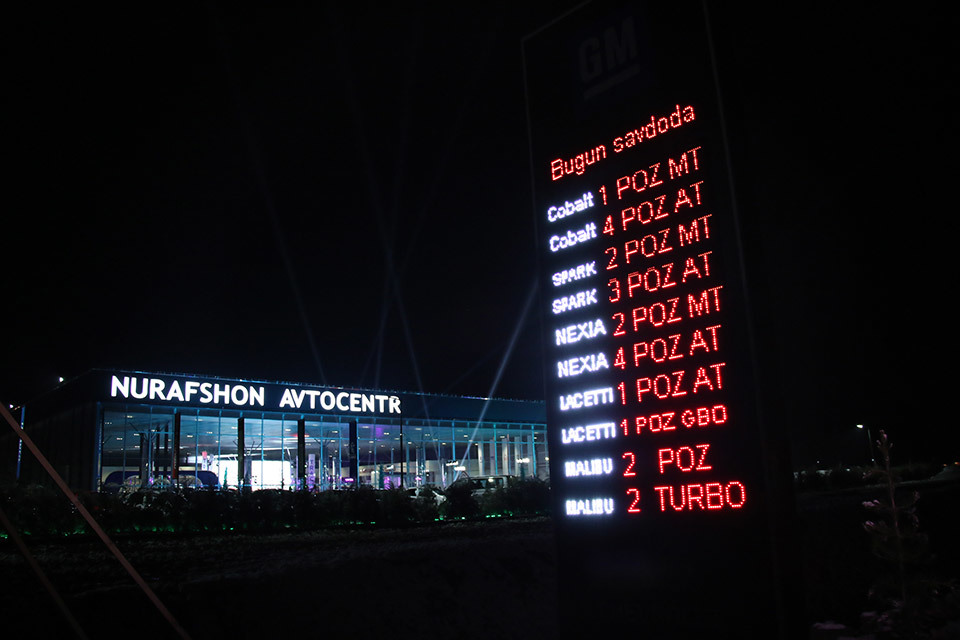 GM
Bugun savdoda
Cobalt 1 POZ MT
Cobalt 4 POZ AT
SPARK 2 POZ MT
SPARK 3 POZ AT
NEXIA 2 POZ MT
NEXIA 4 POZ AT
LACETTI 1 POZ AT
LACETTI 1 POZ GBO
MALIBU 2 POZ
MALIBU 2 TURBO
NURAFSHON AVTOCENTR